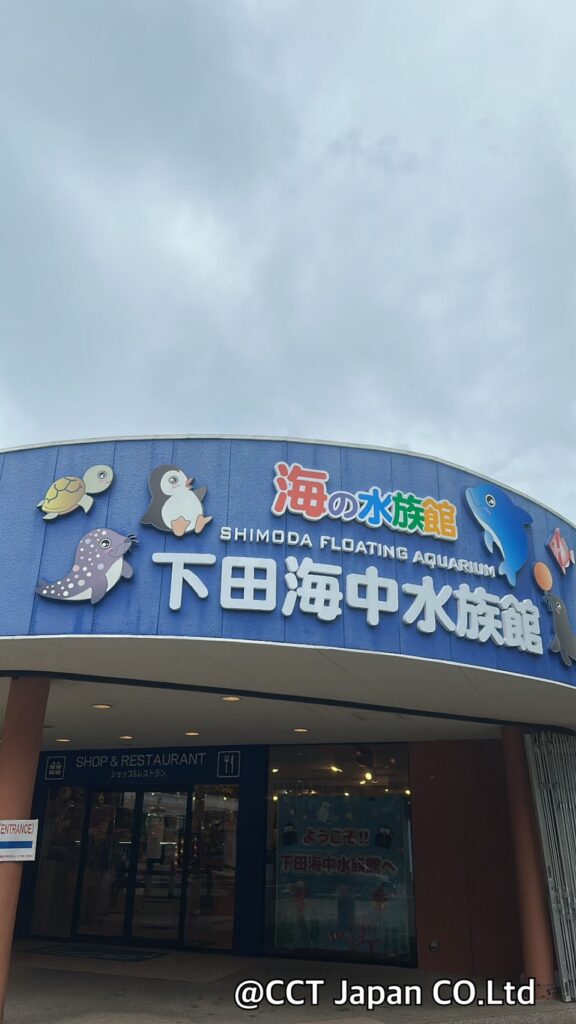 海の水族館
SHIMODA FLOATING AQUARIUM
下田海中水族館
SHOP & RESTAURANT
ショップ&レストラン
ENTRANCE
ようこそ!!
下田海中水族館へ
@CCT Japan CO.Ltd